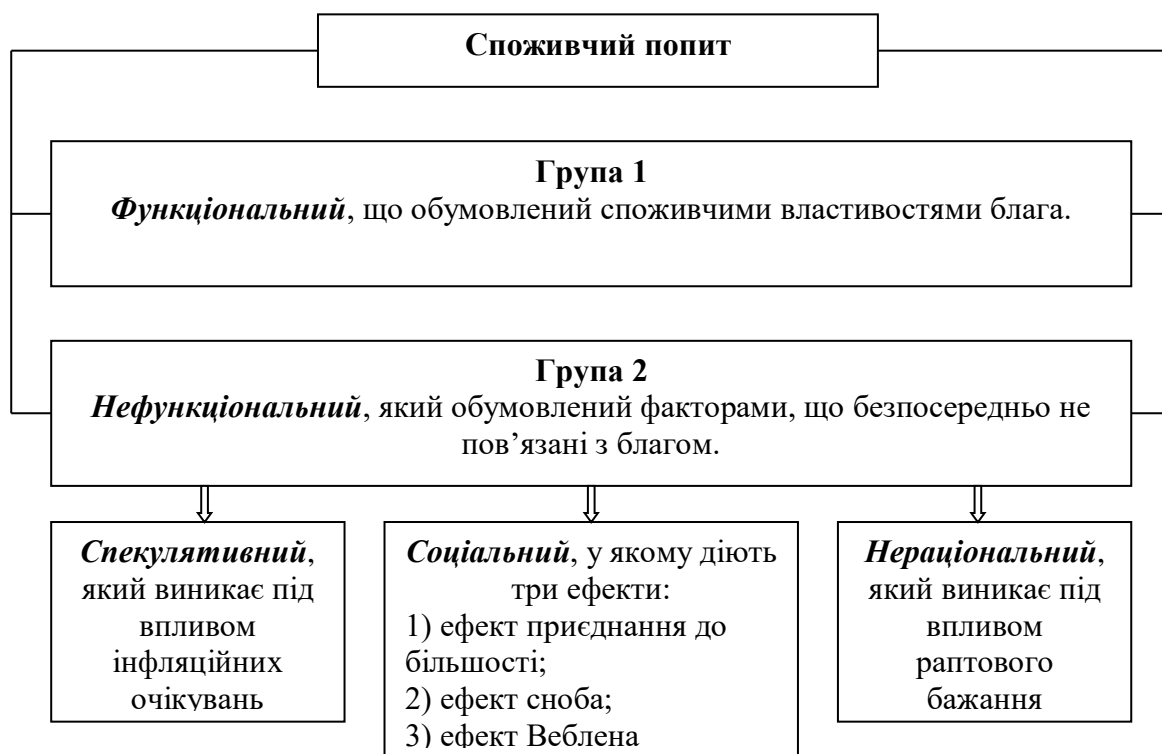 Споживчий попит
Група 1
Функціональний, що обумовлений споживчими властивостями блага.
Група 2
Нефункціональний, який обумовлений факторами, що безпосередньо не
пов’язані з благом.
Спекулятивний,
який виникає під
впливом
інфляційних
очікувань
Соціальний, у якому діють
три ефекти:
1) ефект приєднання до
більшості;
2) ефект сноба;
3) ефект Веблена
Нераціональний,
який виникає під
впливом
раптового
бажання